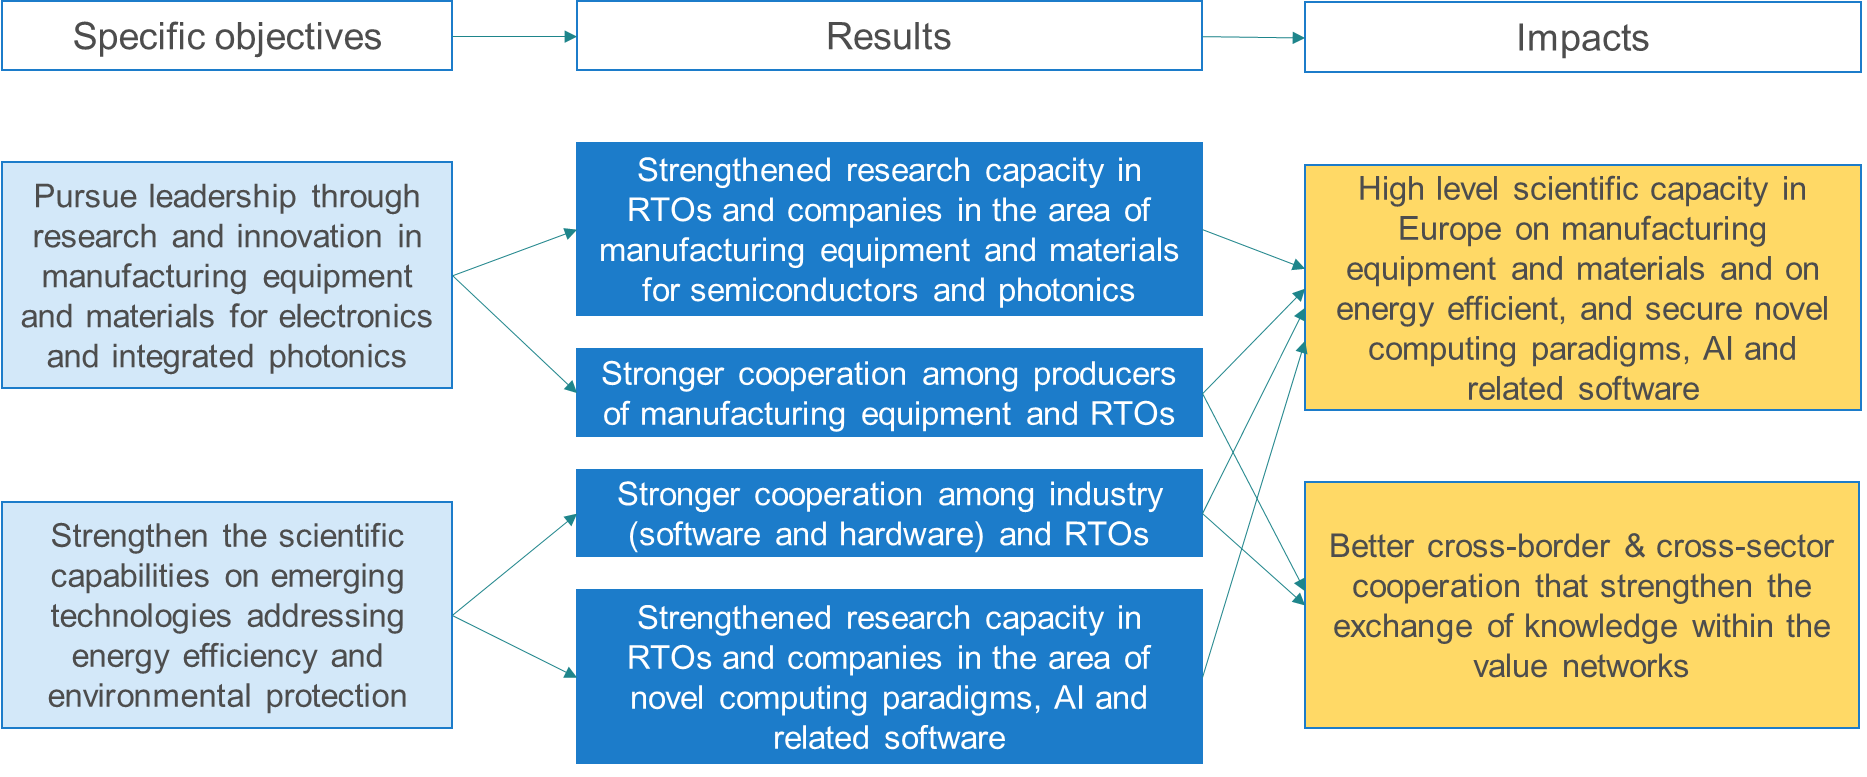 Specific objectives
Results
Impacts
Pursue leadership through
research and innovation in
manufacturing equipment
and materials for electronics
and integrated photonics
Strengthen the scientific
capabilities on emerging
technologies addressing
energy efficiency and
environmental protection
Strengthened research capacity in
RTOs and companies in the area of
manufacturing equipment and materials
for semiconductors and photonics
Stronger cooperation among producers
of manufacturing equipment and RTOs
Stronger cooperation among industry
(software and hardware) and RTOs
Strengthened research capacity in
RTOs and companies in the area of
novel computing paradigms, AI and
related software
High level scientific capacity in
Europe on manufacturing
equipment and materials and on
energy efficient, and secure novel
computing paradigms, AI and
related software
Better cross-border & cross-sector
cooperation that strengthen the
exchange of knowledge within the
value networks